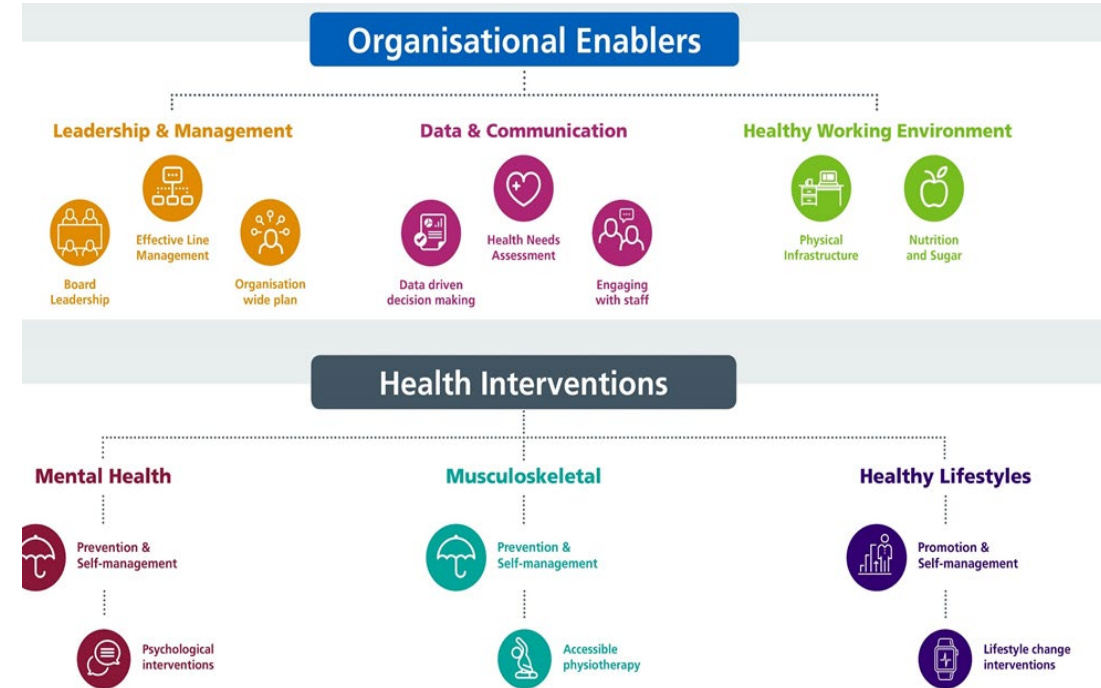 Organisational Enablers
Leadership & Management
Board
Leadership
Effective Line
Management
Organisation
wide plan
Data & Communication
Data driven
decision making
Health Needs
Assessment
Engaging
with staff
Healthy Working Environment
Physical
Infrastructure
Nutrition
and Sugar
Health Interventions
Mental Health
Prevention &
Self-management
Psychological
interventions
Musculoskeletal
Prevention &
Self-management
Accessible
physiotherapy
Healthy Lifestyles
Promotion &
Self-management
Lifestyle change
interventions